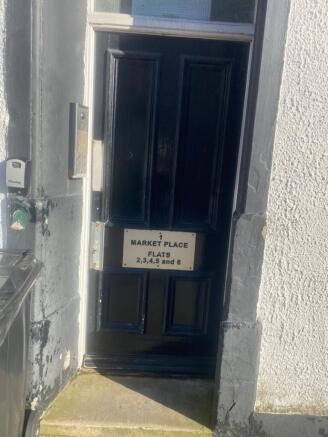 MARKET PLACE
FLATS
2,3,4,5 and 6